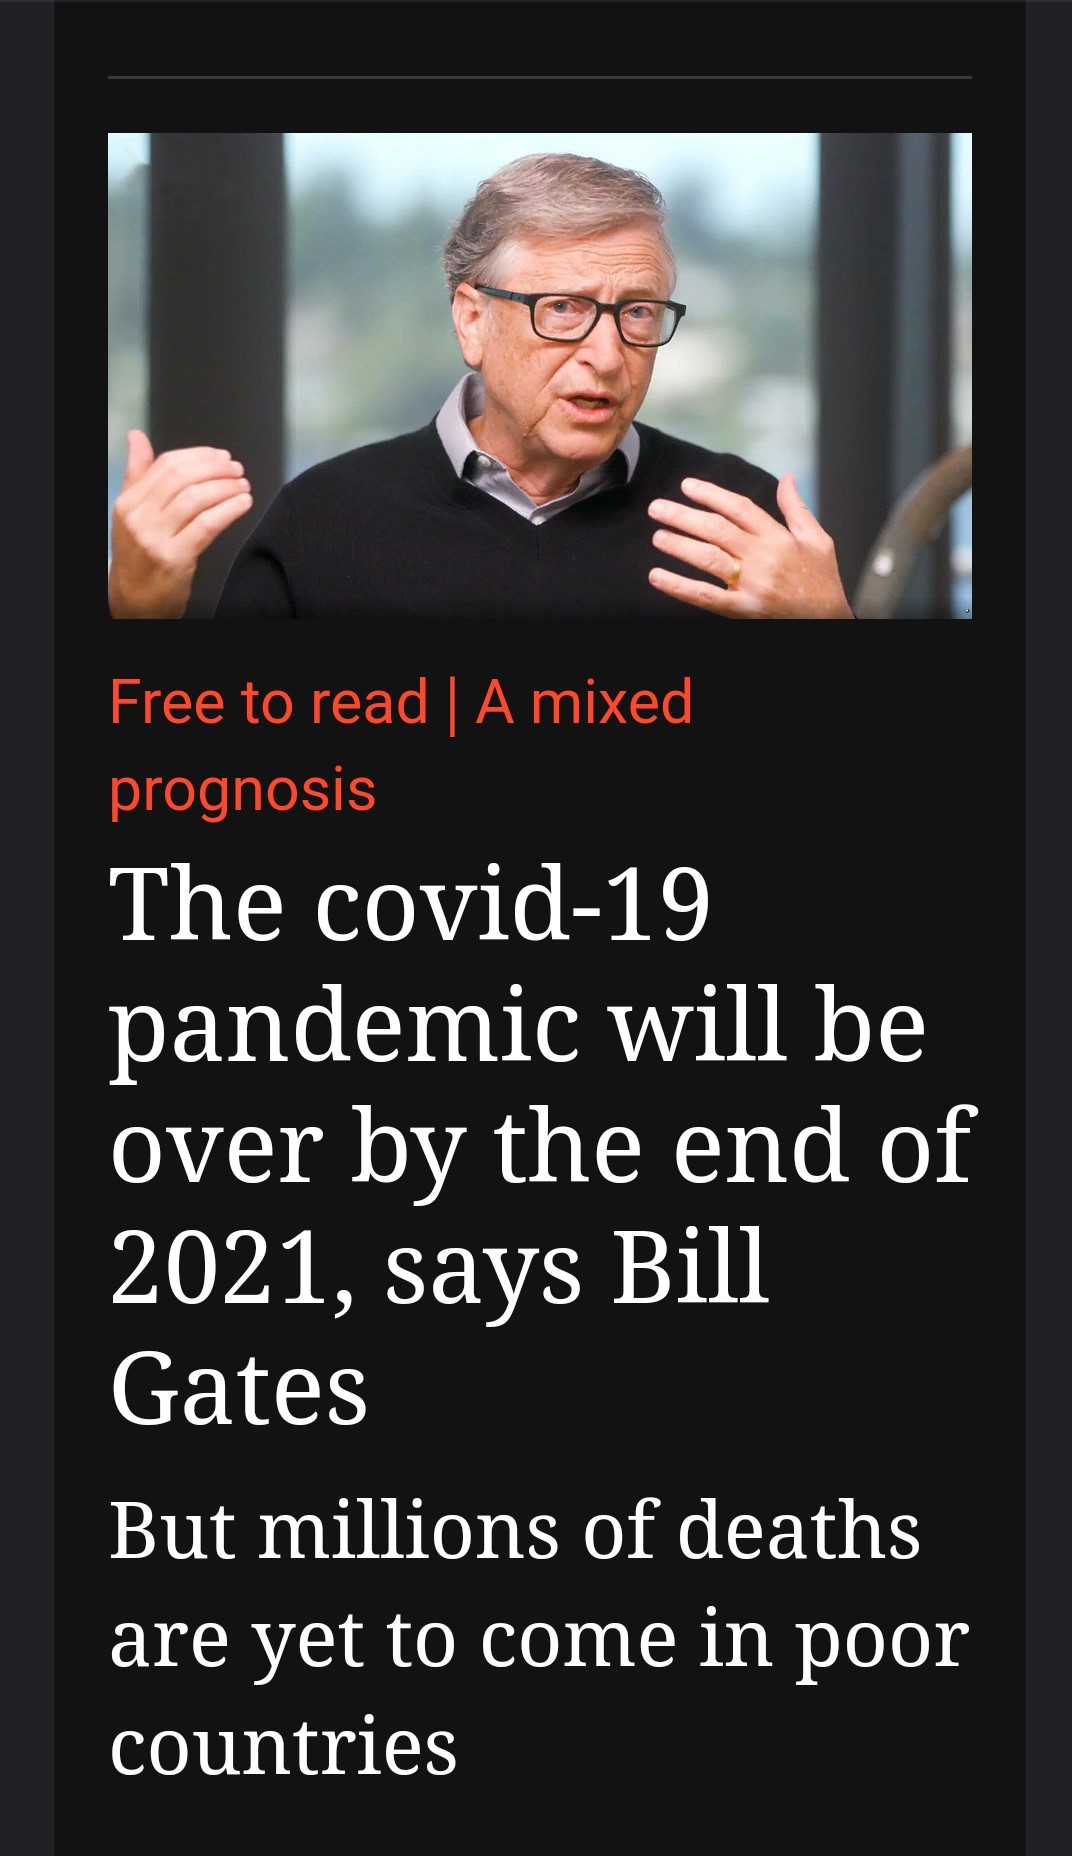 Free to read | A mixed
prognosis
The covid-19
pandemic will be
over by the end of
2021, says Bill
Gates
But millions of deaths
are yet to come in poor
countries